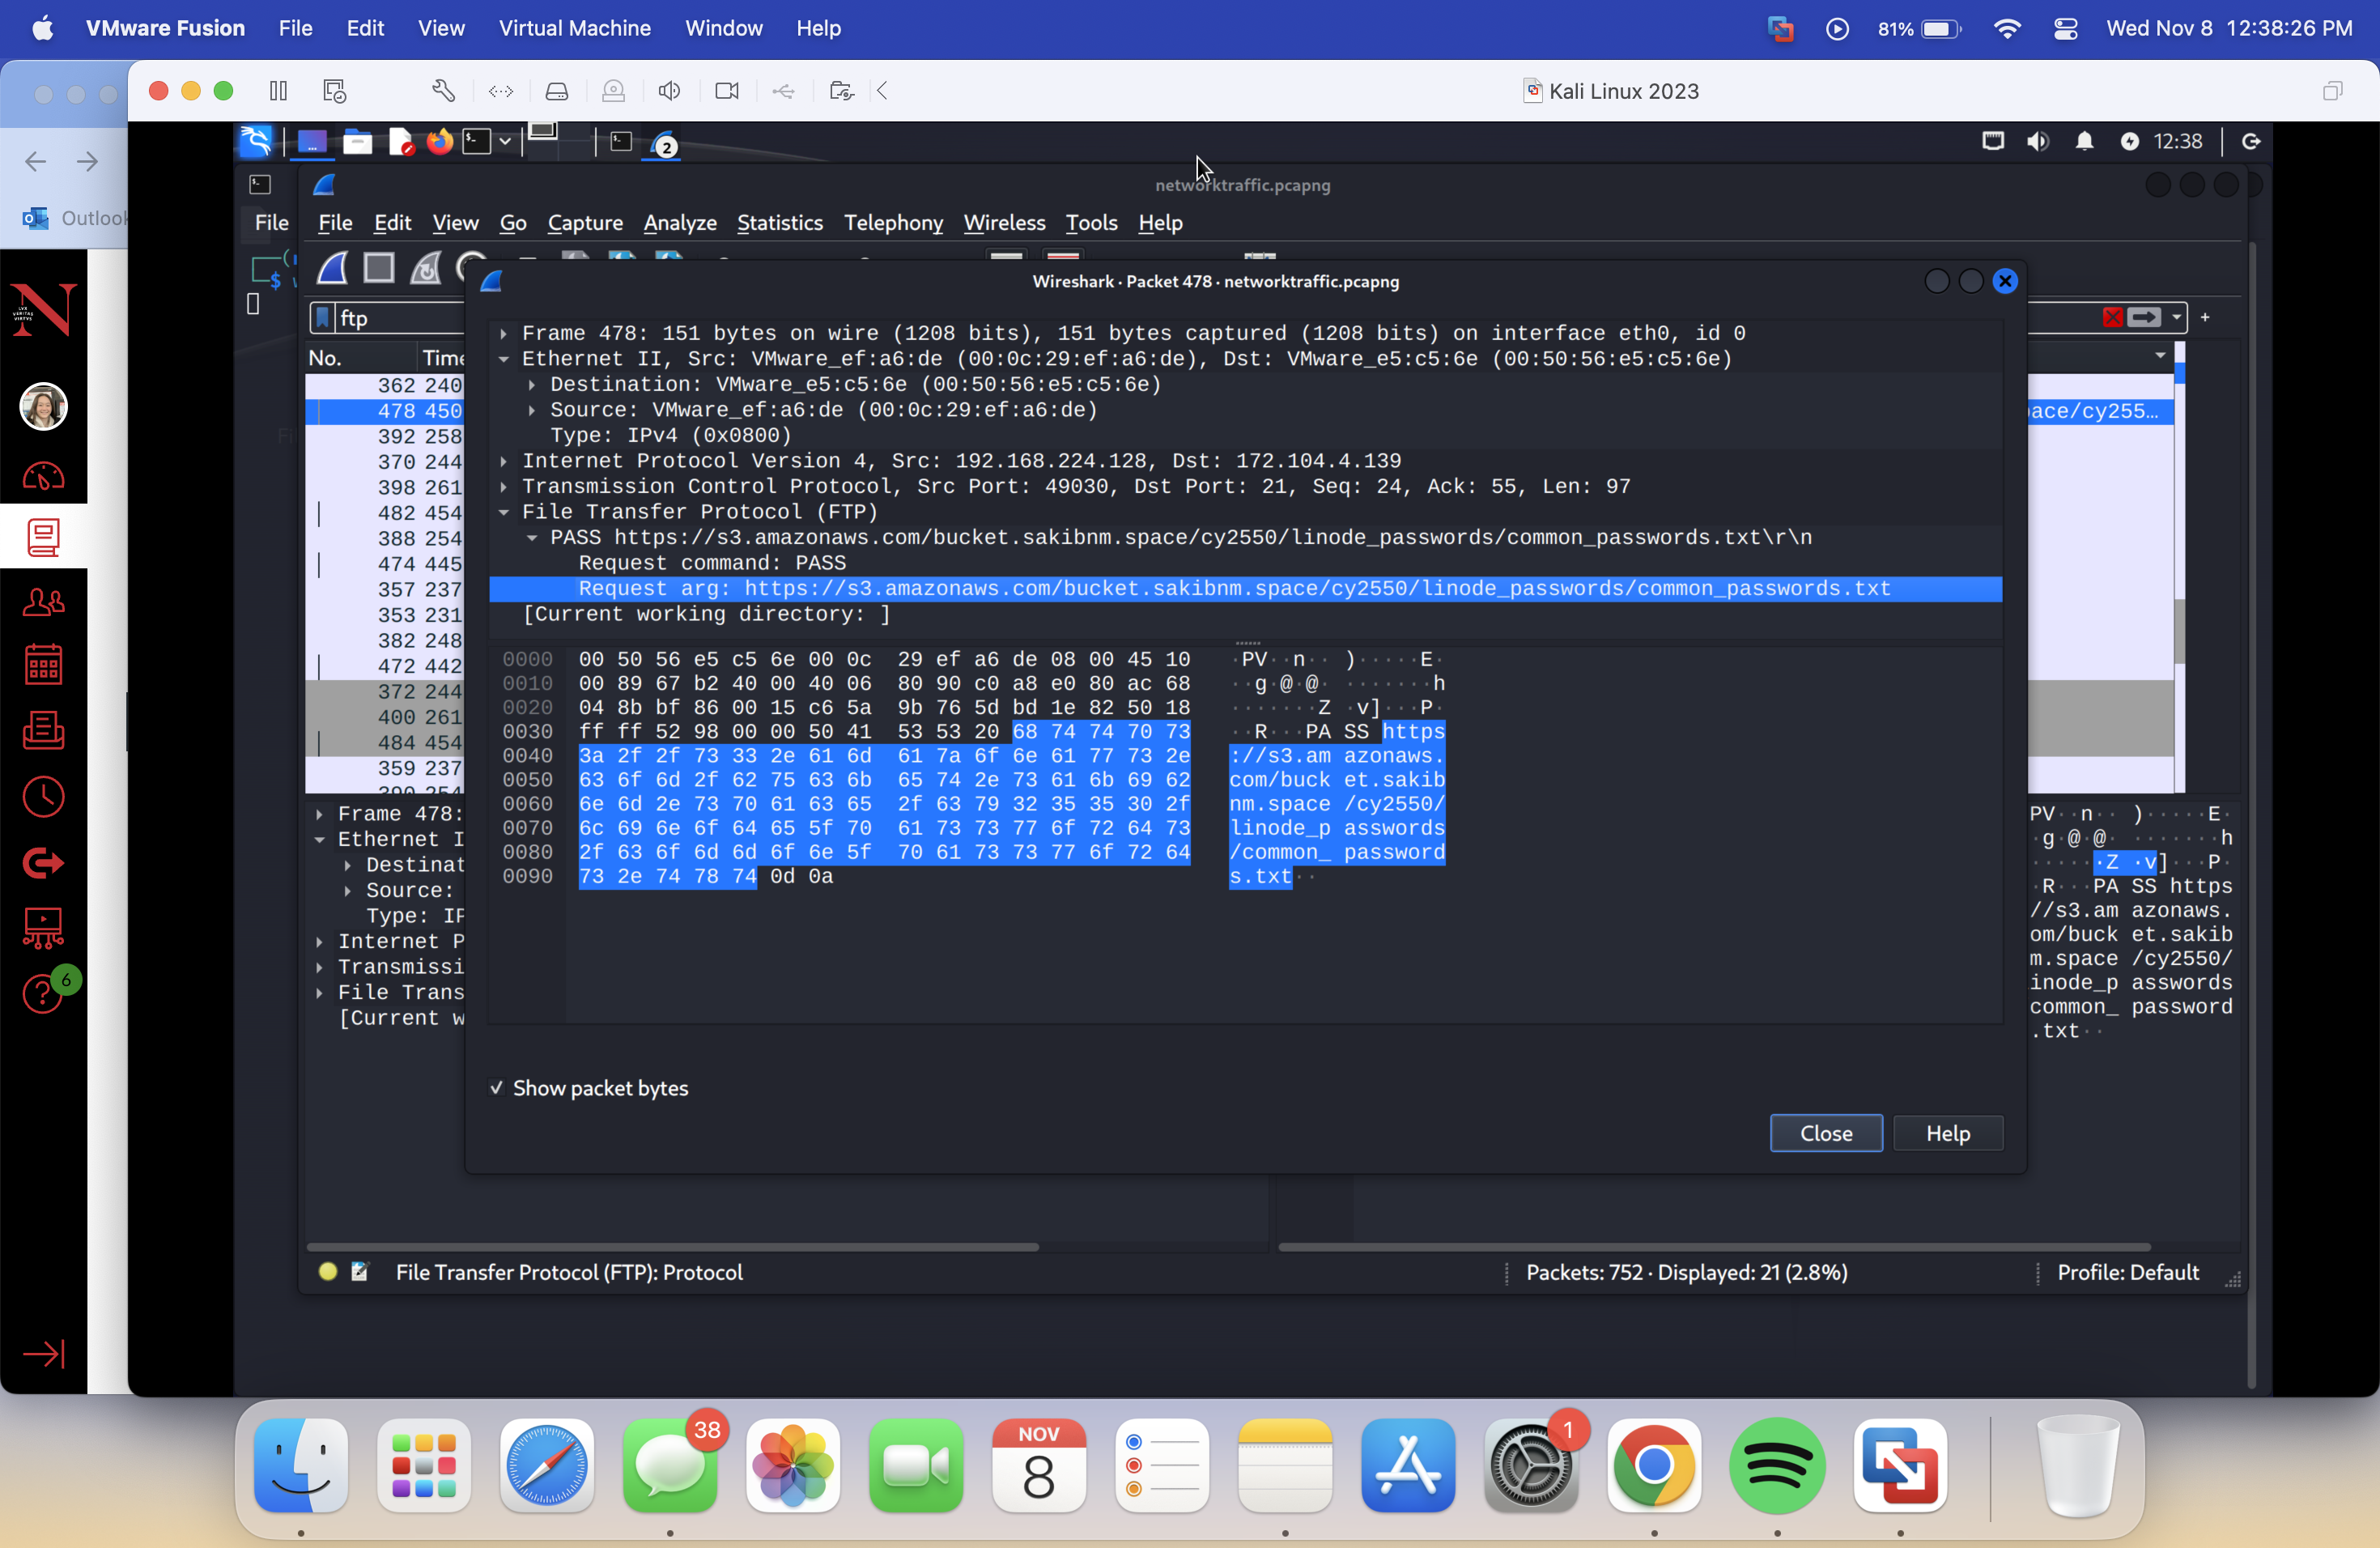 VMware Fusion File Edit View Virtual Machine Window Help 81% Wed Nov 8 12:38:26 PM
Kali Linux 2023
2 12:38
Outlook
networktraffic.pcapng
File
File Edit View Go Capture Analyze Statistics Telephony Wireless Tools Help
Wireshark · Packet 478 · networktraffic.pcapng
ftp
+
No. Time
362 240
478 450
392 258
370 244
398 261
482 454
388 254
474 445
357 237
353 231
382 248
472 442
372 244
400 261
484 454
359 237
390 254
ace/cy255...
Frame 478: 151 bytes on wire (1208 bits), 151 bytes captured (1208 bits) on interface eth0, id 0
Ethernet II, Src: VMware_ef:a6:de (00:0c:29:ef:a6:de), Dst: VMware_e5:c5:6e (00:50:56:e5:c5:6e)
Destination: VMware_e5:c5:6e (00:50:56:e5:c5:6e)
Source: VMware_ef:a6:de (00:0c:29:ef:a6:de)
Type: IPv4 (0x0800)
Internet Protocol Version 4, Src: 192.168.224.128, Dst: 172.104.4.139
Transmission Control Protocol, Src Port: 49030, Dst Port: 21, Seq: 24, Ack: 55, Len: 97
File Transfer Protocol (FTP)
PASS https://s3.amazonaws.com/bucket.sakibnm.space/cy2550/linode_passwords/common_passwords.txt\r\n
Request command: PASS
Request arg: https://s3.amazonaws.com/bucket.sakibnm.space/cy2550/linode_passwords/common_passwords.txt
[Current working directory: ]
0000 00 50 56 e5 c5 6e 00 0c 29 ef a6 de 08 00 45 10 ·PV··n·· )·····E·
0010 00 89 67 b2 40 00 40 06 80 90 c0 a8 e0 80 ac 68 ··g·@·@· ·······h
0020 04 8b bf 86 00 15 c6 5a 9b 76 5d bd 1e 82 50 18 ·······Z ·v]···P·
0030 ff ff 52 98 00 00 50 41 53 53 20 68 74 74 70 73 ··R···PA SS https
0040 3a 2f 2f 73 33 2e 61 6d 61 7a 6f 6e 61 77 73 2e ://s3.am azonaws.
0050 63 6f 6d 2f 62 75 63 6b 65 74 2e 73 61 6b 69 62 com/buck et.sakib
0060 6e 6d 2e 73 70 61 63 65 2f 63 79 32 35 35 30 2f nm.space /cy2550/
0070 6c 69 6e 6f 64 65 5f 70 61 73 73 77 6f 72 64 73 linode_p asswords
0080 2f 63 6f 6d 6d 6f 6e 5f 70 61 73 73 77 6f 72 64 /common_ password
0090 73 2e 74 78 74 0d 0a s.txt··
Show packet bytes
Close Help
Frame 478:
Ethernet I
Destinat
Source:
Type: IP
Internet P
Transmissi
File Trans
[Current w
PV··n·· )·····E·
·g·@·@· ·······h
······Z ·v]···P·
·R···PA SS https
//s3.am azonaws.
om/buck et.sakib
m.space /cy2550/
inode_p asswords
common_ password
.txt··
File Transfer Protocol (FTP): Protocol Packets: 752 · Displayed: 21 (2.8%) Profile: Default
N
LVX
VERITAS
VIRTVS
6
38
NOV
8
1